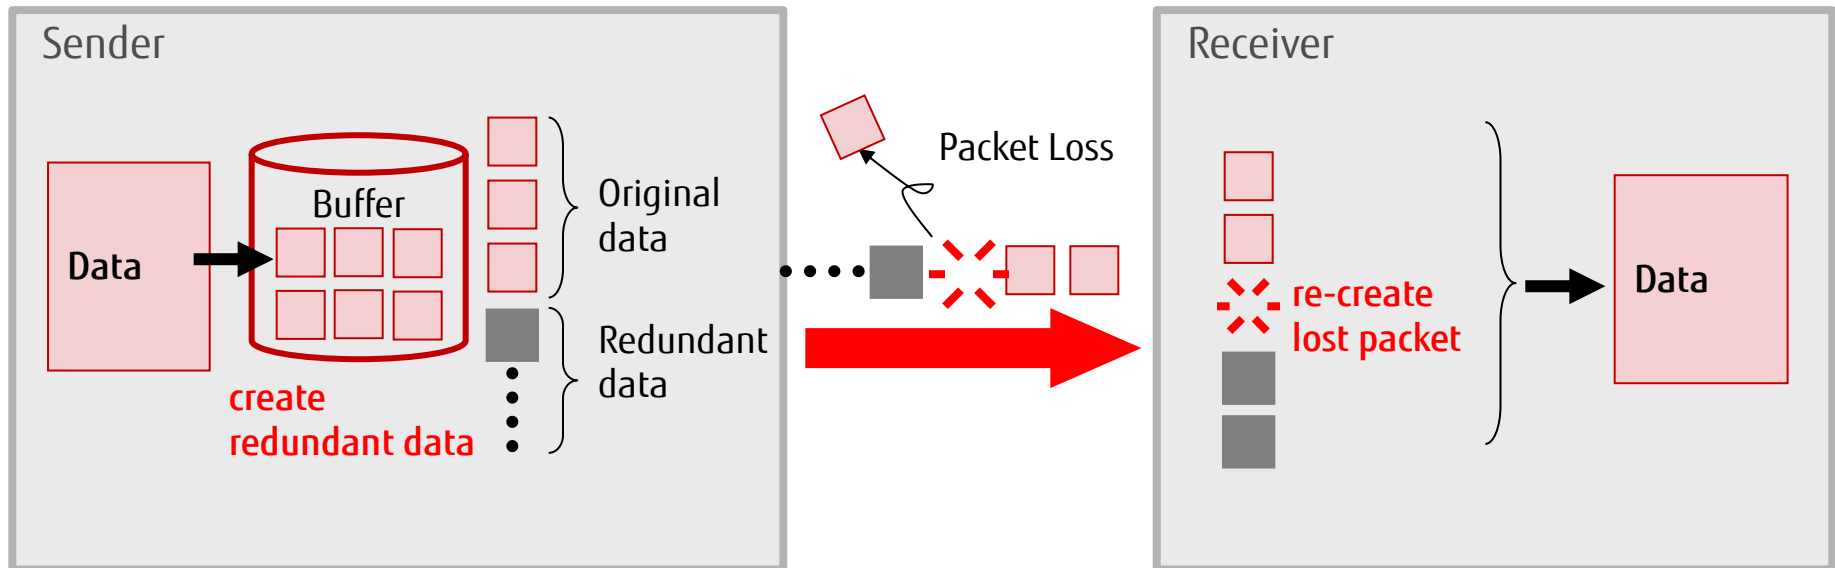 Sender
Data
Buffer
create
redundant data
Original
data
Redundant
data
Packet Loss
Receiver
re-create
lost packet
Data